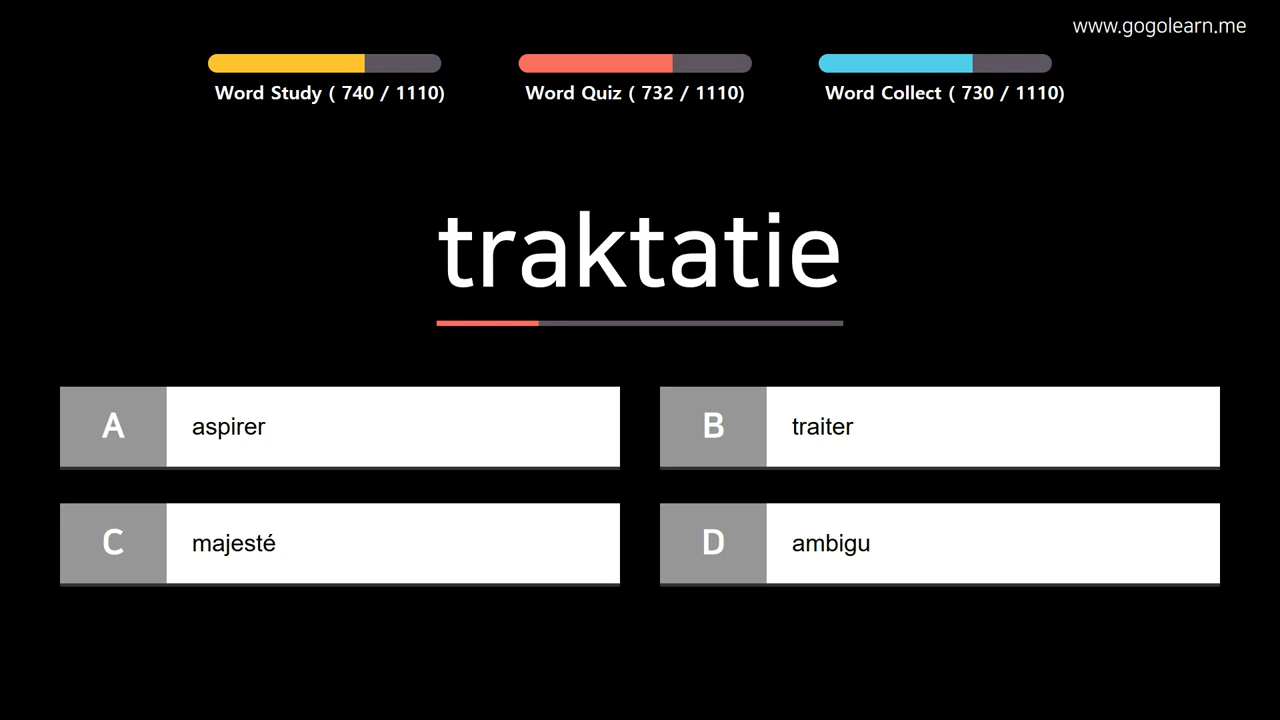 www.gogolearn.me
Word Study ( 740 / 1110)
Word Quiz ( 732 / 1110)
Word Collect ( 730 / 1110)
traktatie
A aspirer
B traiter
C majesté
D ambigu